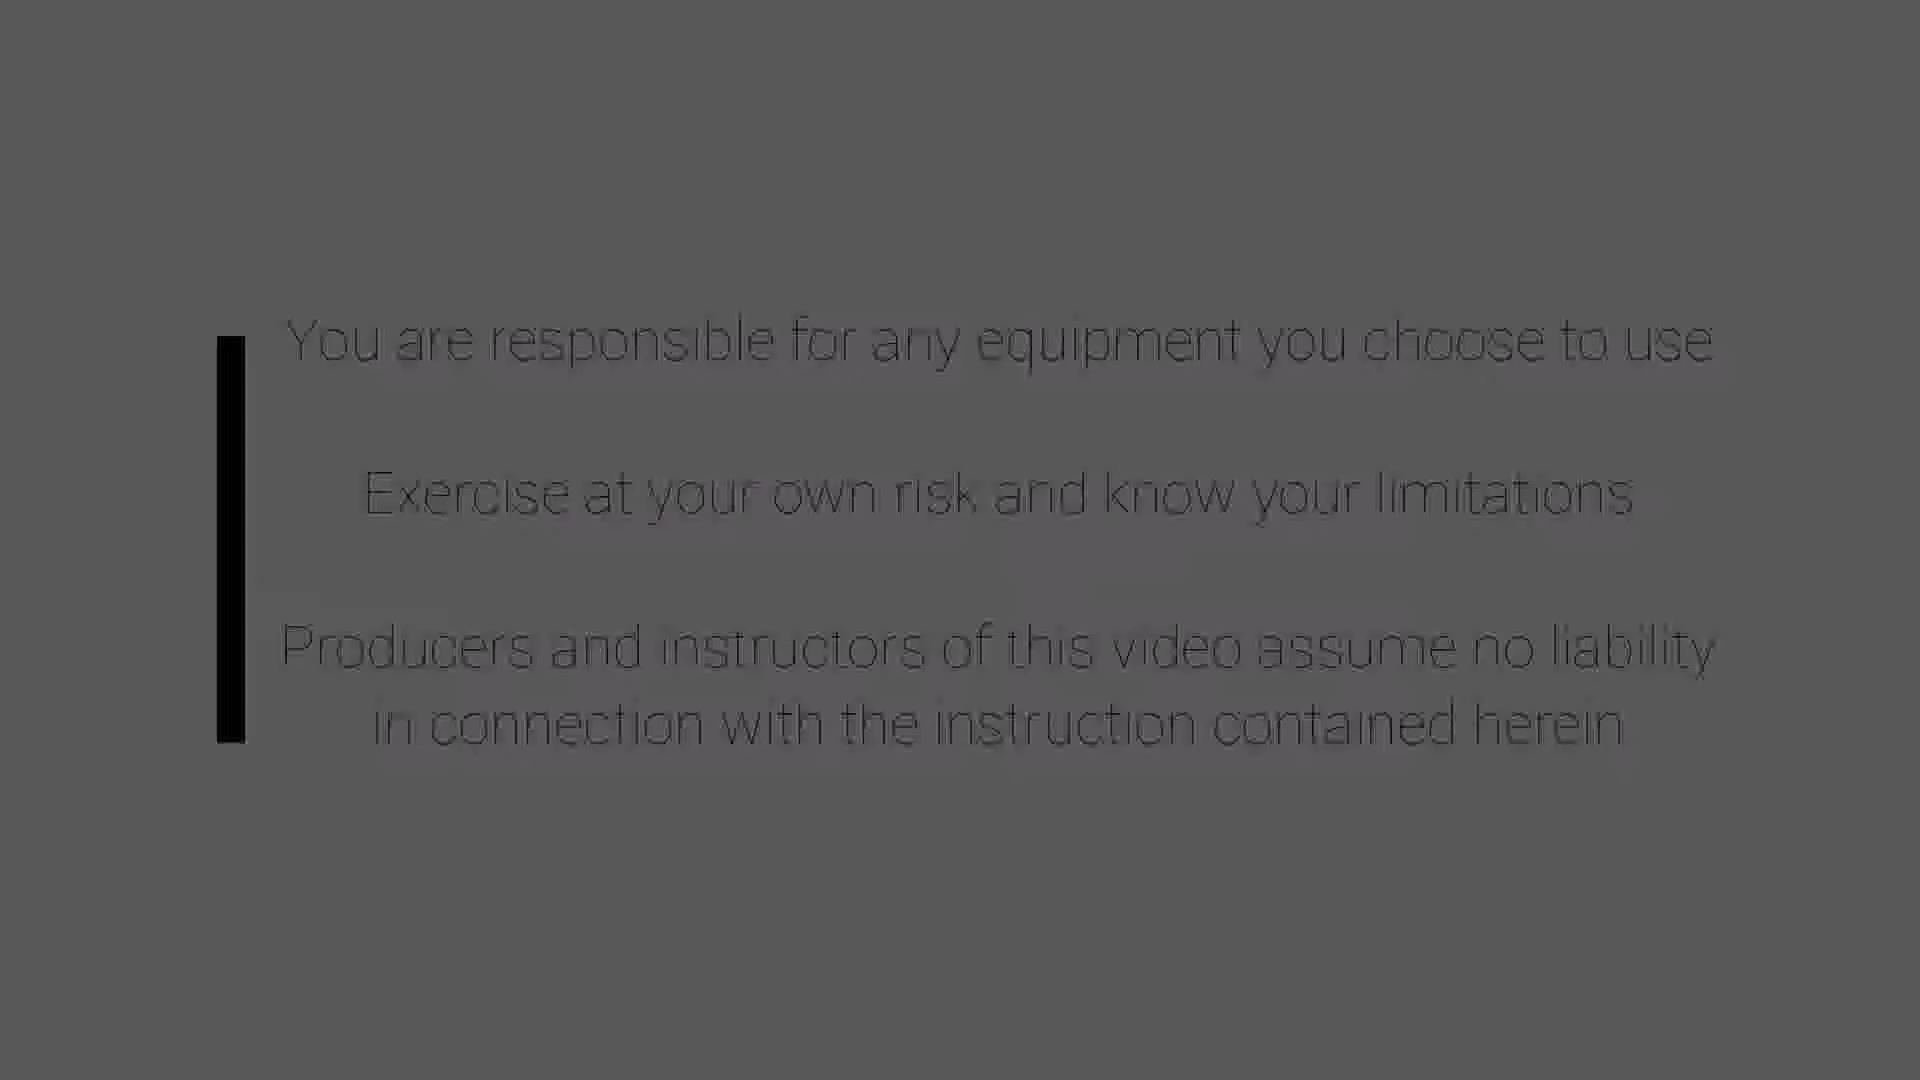 You are responsible for any equipment you choose to use
Exercise at your own risk and know your limitations
Producers and instructors of this video assume no liability
in connection with the instruction contained herein